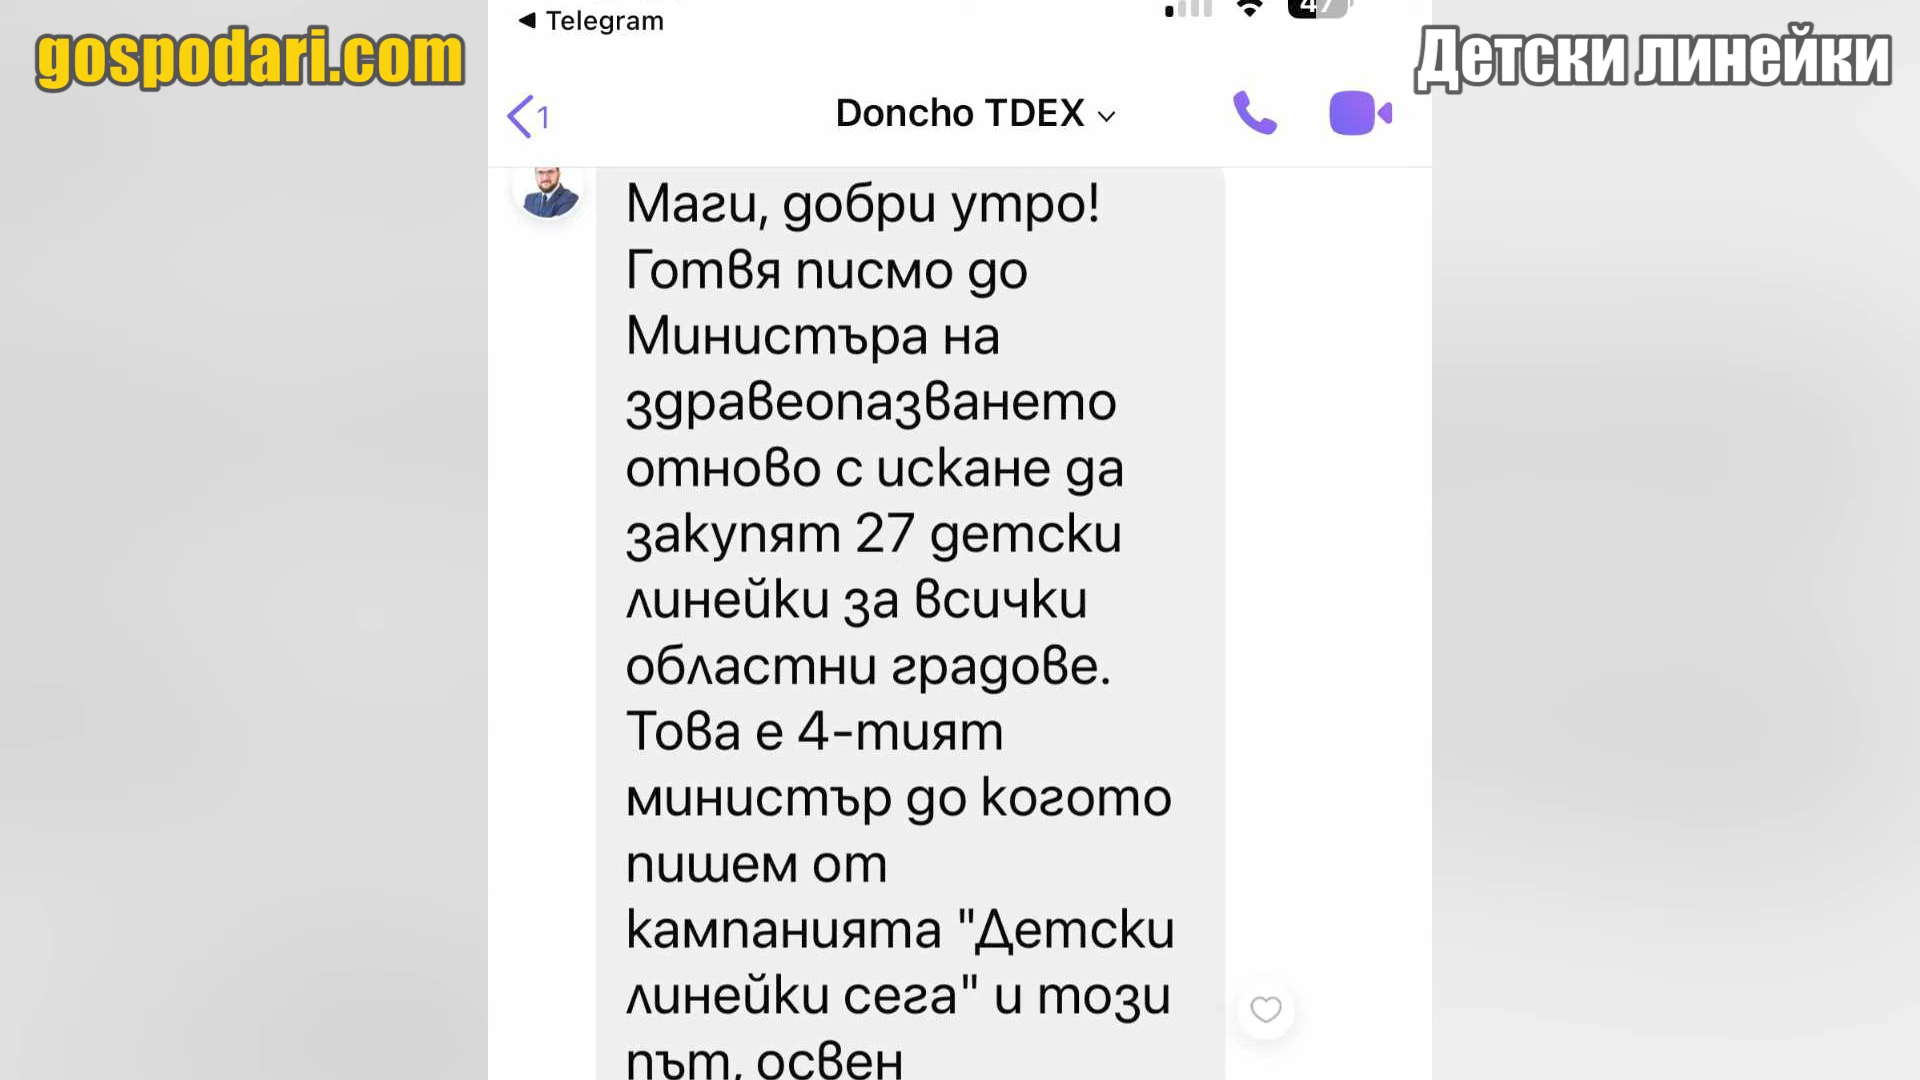 gospodari.com
Детски линейки
Telegram
47
1
Doncho TDEX
Маги, добри утро!
Готвя писмо до
Министъра на
здравеопазването
отново с искане да
закупят 27 детски
линейки за всички
областни градове.
Това е 4-тият
министър до когото
пишем от
кампанията "Детски
линейки сега" и този
път, освен